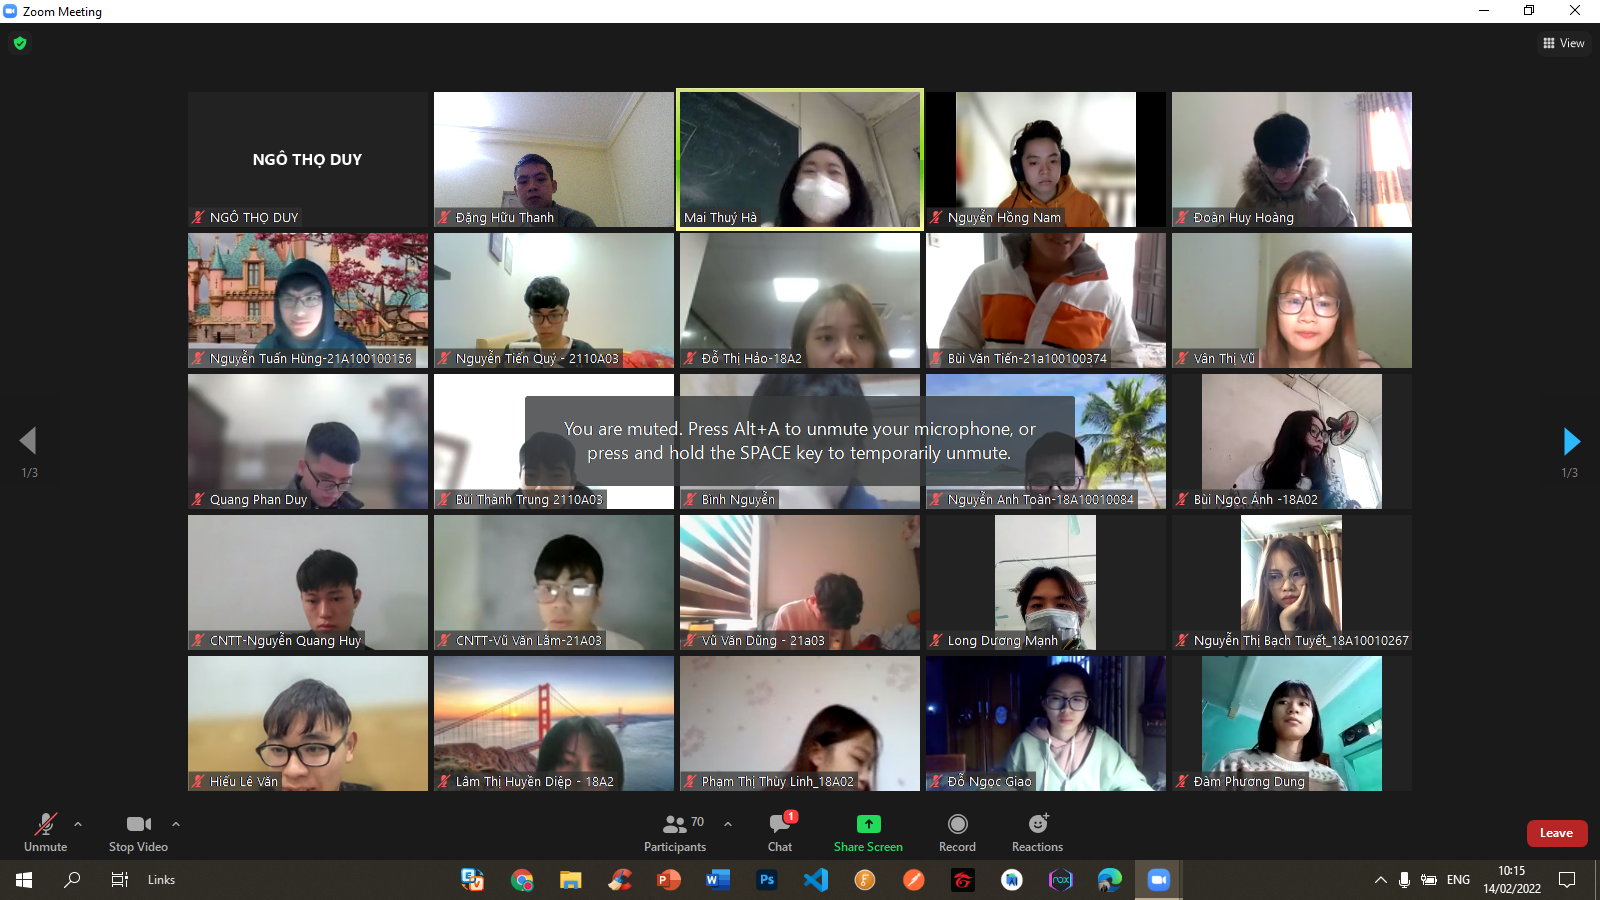 Zoom Meeting
View
NGÔ THỌ DUY
NGÔ THỌ DUY
Đặng Hữu Thanh
Mai Thuý Hà
Nguyễn Hồng Nam
Đoàn Huy Hoàng
Nguyễn Tuấn Hùng-21A100100156
Nguyễn Tiến Quý - 2110A03
Đỗ Thị Hảo-18A2
Bùi Văn Tiến-21a100100374
Vân Thị Vũ
You are muted. Press Alt+A to unmute your microphone, or
press and hold the SPACE key to temporarily unmute.
Quang Phan Duy
Bùi Thành Trung 2110A03
Bình Nguyễn
Nguyễn Anh Toàn-18A10010084
Bùi Ngọc Ánh -18A02
1/3
1/3
CNTT-Nguyễn Quang Huy
CNTT-Vũ Văn Lâm-21A03
Vũ Văn Dũng - 21a03
Long Dương Mạnh
Nguyễn Thị Bạch Tuyết_18A10010267
Hiếu Lê Văn
Lâm Thị Huyền Diệp - 18A2
Phạm Thị Thùy Linh_18A02
Đỗ Ngọc Giao
Đàm Phương Dung
Unmute
Stop Video
70
Participants
1
Chat
Share Screen
Record
Reactions
Leave
Links
ENG
10:15
14/02/2022